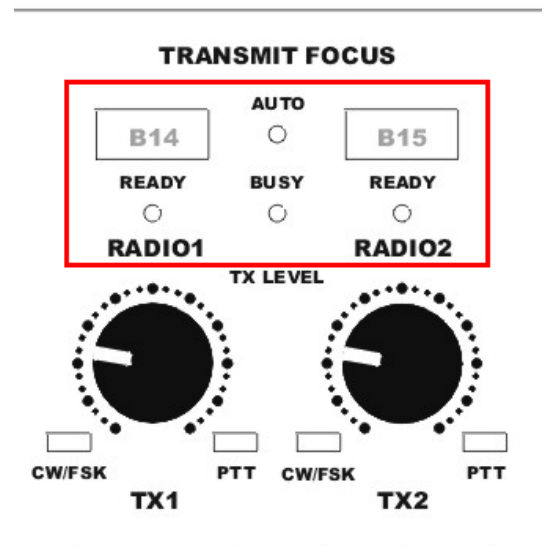 TRANSMIT FOCUS
AUTO
B14 B15
READY BUSY READY
RADIO1 RADIO2
TX LEVEL
CW/FSK PTT CW/FSK PTT
TX1 TX2